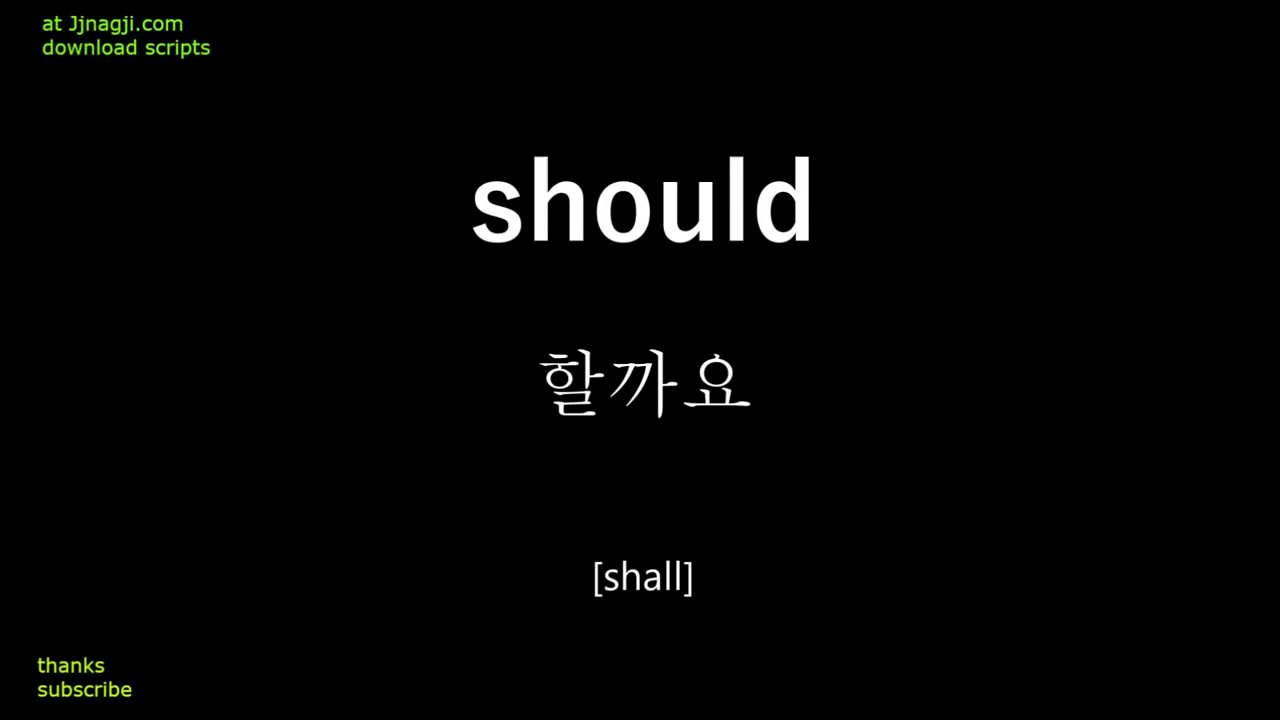 at Jjnagji.com
download scripts
should
할까요
[shall]
thanks
subscribe